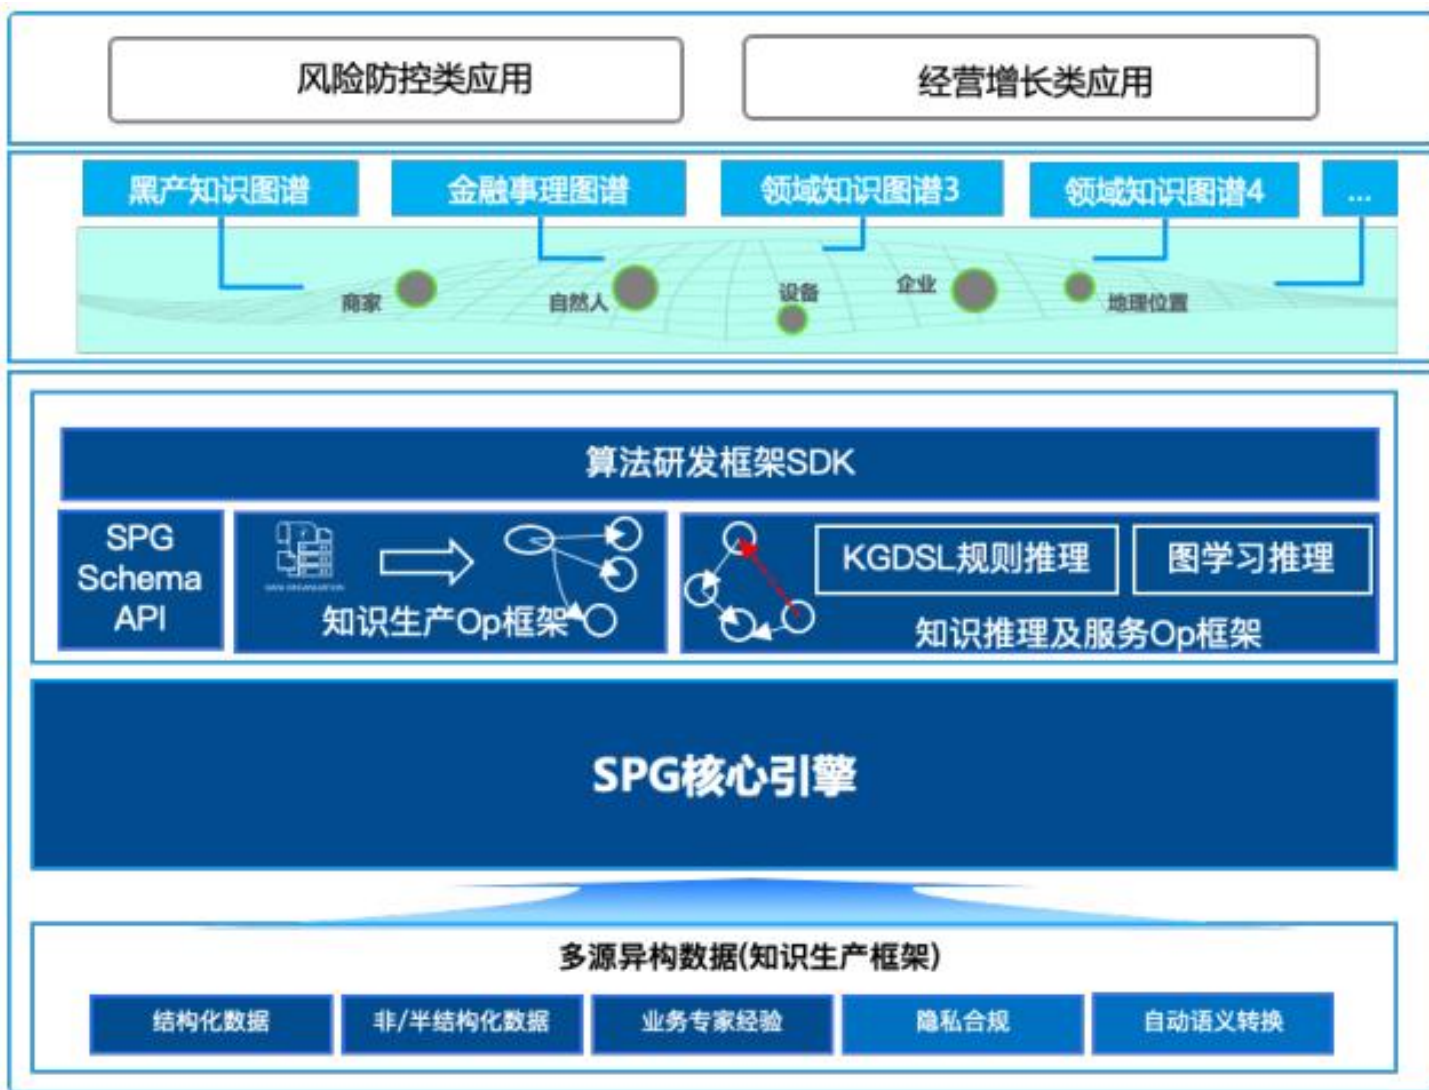 风险防控类应用
经营增长类应用
黑产知识图谱
金融事理图谱
领域知识图谱3
领域知识图谱4
...
商家
自然人
设备
企业
地理位置
算法研发框架SDK
SPG
Schema
API
知识生产Op框架
KGDSL规则推理
图学习推理
知识推理及服务Op框架
SPG核心引擎
多源异构数据(知识生产框架)
结构化数据
非/半结构化数据
业务专家经验
隐私合规
自动语义转换